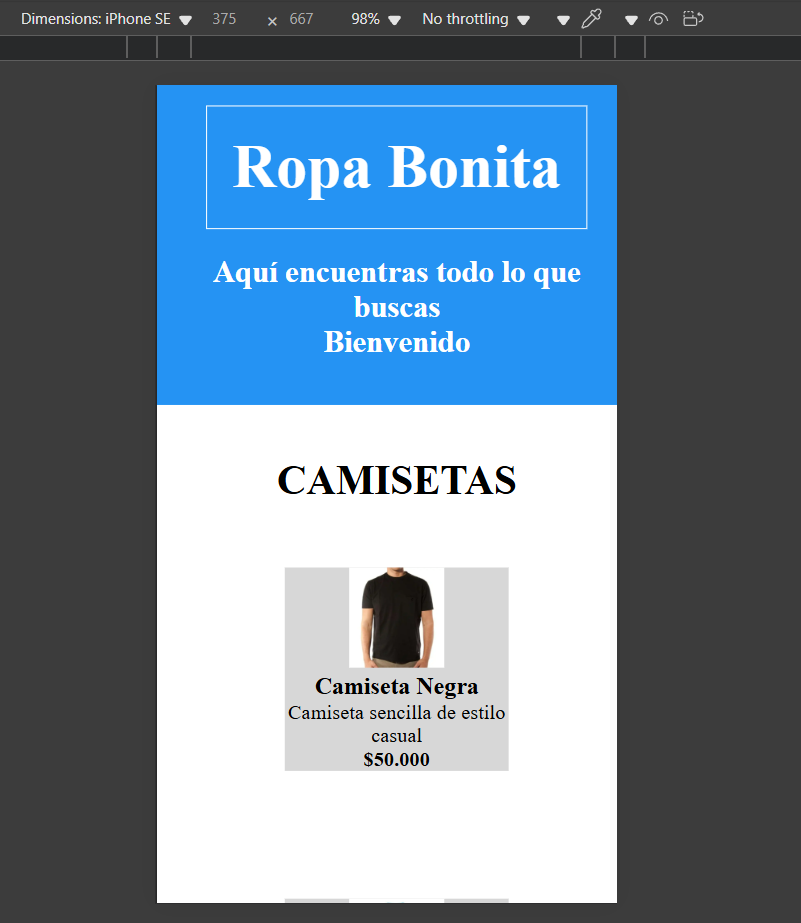 Dimensions: iPhone SE 375 × 667 98% No throttling
Ropa Bonita
Aquí encuentras todo lo que
buscas
Bienvenido
CAMISETAS
Camiseta Negra
Camiseta sencilla de estilo
casual
$50.000